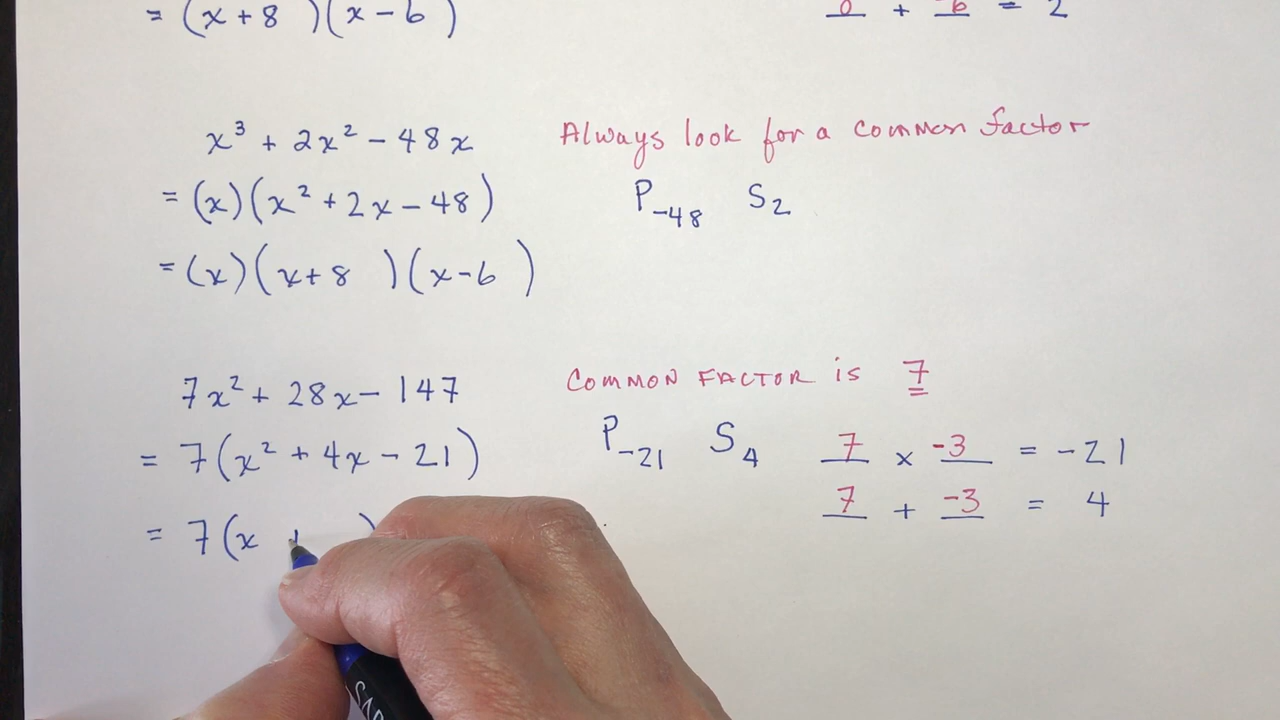 = (x + 8 )(x - 6 )
+ -6 = 2
x³ + 2x² - 48x Always look for a common factor
= (x)(x² + 2x - 48) P₋₄₈ S₂
= (x)(x+8 )(x-6 )
7x² + 28x - 147 COMMON FACTOR is 7
= 7(x² + 4x - 21) P₋₂₁ S₄ 7 x -3 = -21
7 + -3 = 4
= 7(x )
SAR